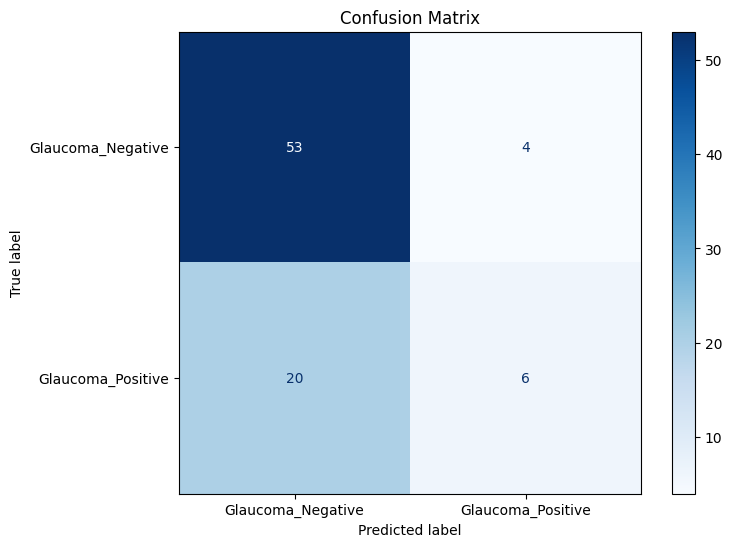 Confusion Matrix
True label
Glaucoma_Negative
53
4
Glaucoma_Positive
20
6
Glaucoma_Negative
Glaucoma_Positive
Predicted label
50
40
30
20
10